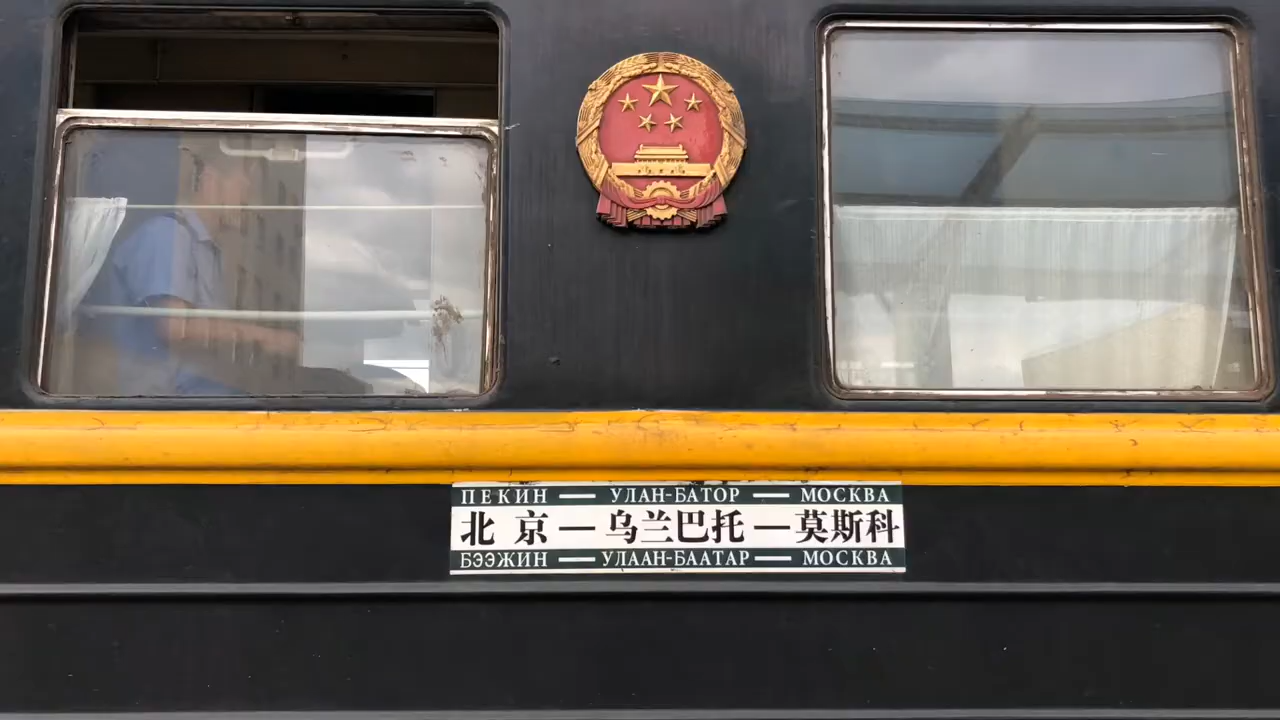 ПЕКИН — УЛАН-БАТОР — МОСКВА
北京—乌兰巴托—莫斯科
БЭЭЖИН — УЛААН-БААТАР — МОСКВА